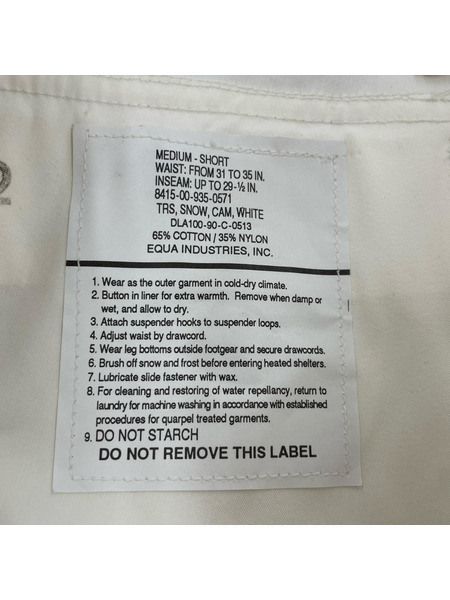 MEDIUM - SHORT
WAIST: FROM 31 TO 35 IN.
INSEAM: UP TO 29-½ IN.
8415-00-935-0571
TRS, SNOW, CAM, WHITE
DLA100-90-C-0513
65% COTTON / 35% NYLON
EQUA INDUSTRIES, INC.
1. Wear as the outer garment in cold-dry climate.
2. Button in liner for extra warmth. Remove when damp or
wet, and allow to dry.
3. Attach suspender hooks to suspender loops.
4. Adjust waist by drawcord.
5. Wear leg bottoms outside footgear and secure drawcords.
6. Brush off snow and frost before entering heated shelters.
7. Lubricate slide fastener with wax.
8. For cleaning and restoring of water repellancy, return to
laundry for machine washing in accordance with established
procedures for quarpel treated garments.
9. DO NOT STARCH
DO NOT REMOVE THIS LABEL